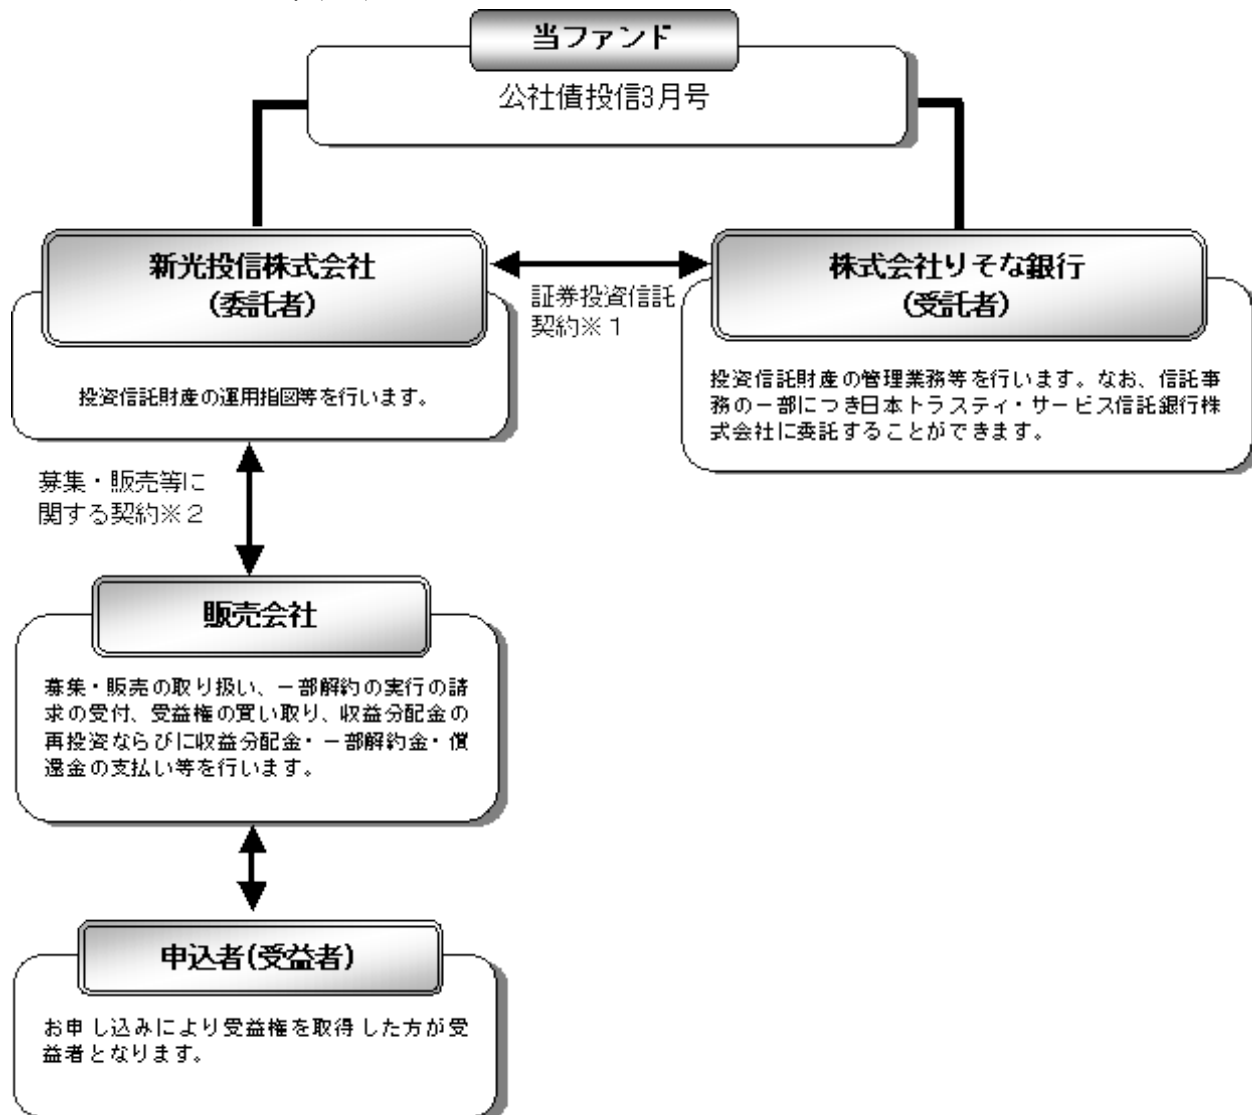 当ファンド
公社債投信3月号
新光投信株式会社
(委託者)
投資信託財産の運用指図等を行います。
証券投資信託
契約※1
株式会社りそな銀行
(受託者)
投資信託財産の管理業務等を行います。なお、信託事
務の一部につき日本トラスティ・サービス信託銀行株
式会社に委託することができます。
募集・販売等に
関する契約※2
販売会社
募集・販売の取り扱い、一部解約の実行の請
求の受付、受益権の買い取り、収益分配金の
再投資ならびに収益分配金・一部解約金・償
還金の支払い等を行います。
申込者(受益者)
お申し込みにより受益権を取得した方が受
益者となります。